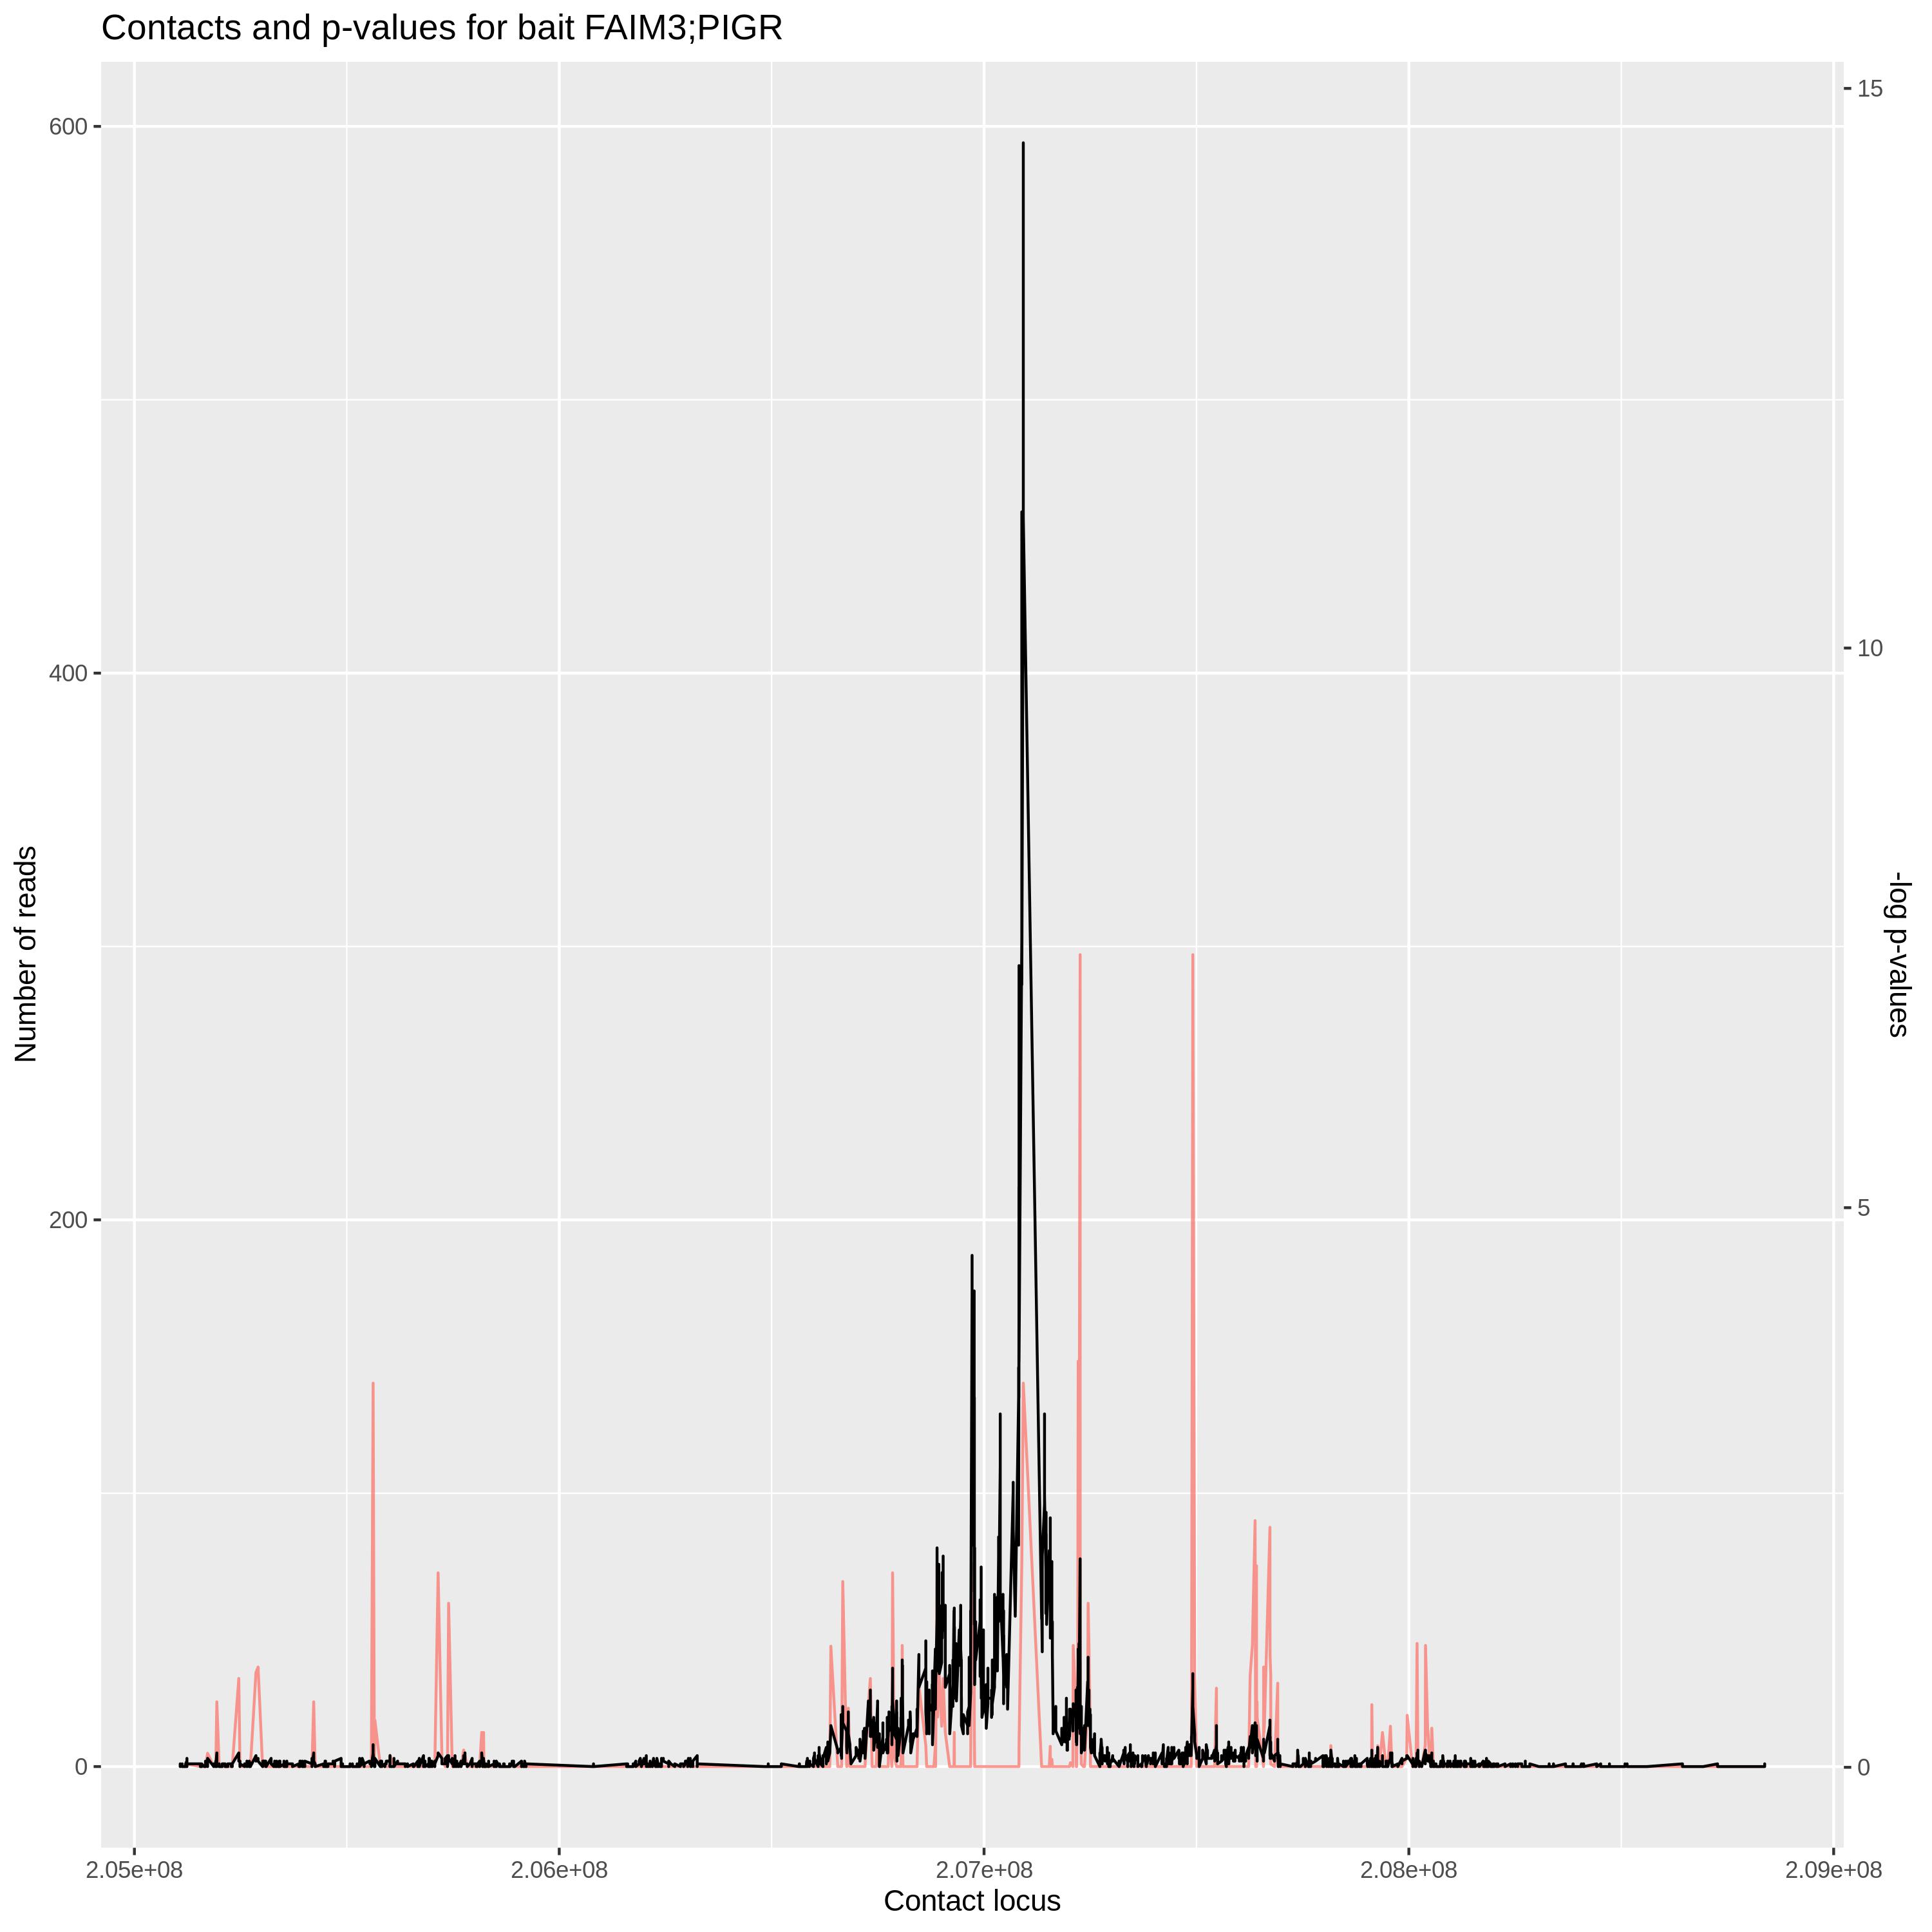 Contacts and p-values for bait FAIM3;PIGR
Number of reads
600
400
200
0
15
10
5
0
-log p-values
2.05e+08
2.06e+08
2.07e+08
2.08e+08
2.09e+08
Contact locus